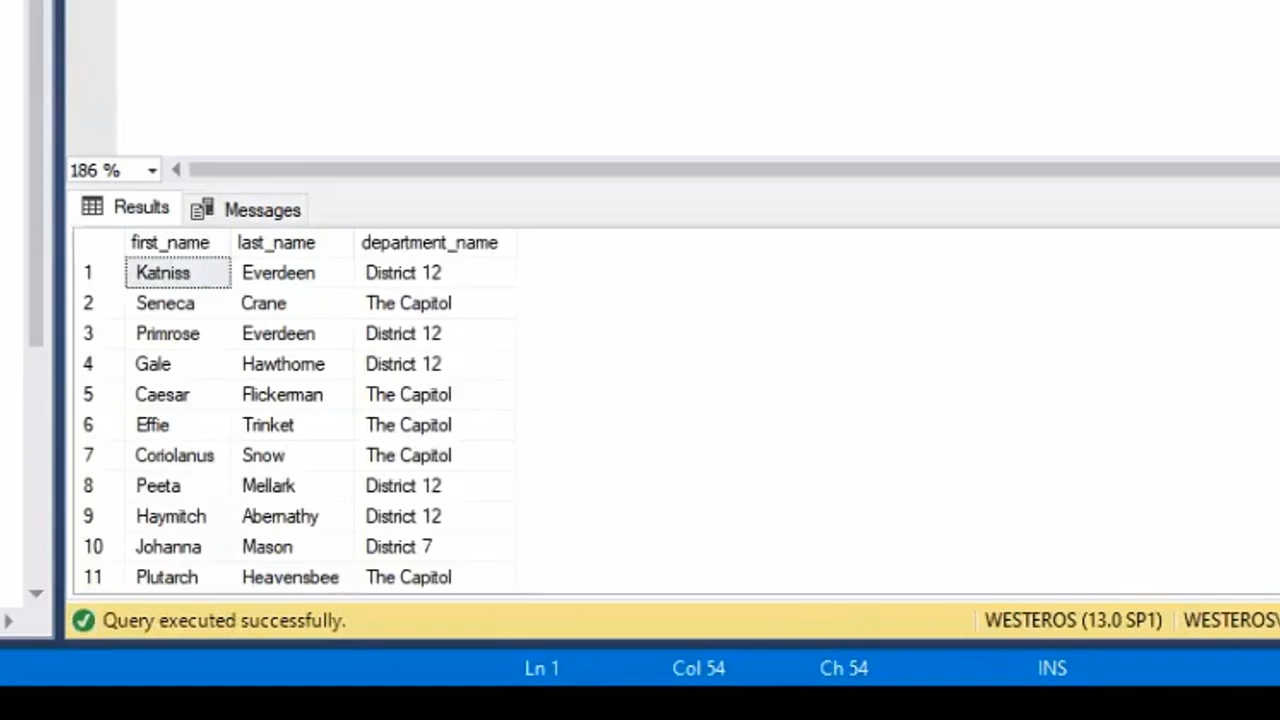 186 %
Results Messages
first_name last_name department_name
1 Katniss Everdeen District 12
2 Seneca Crane The Capitol
3 Primrose Everdeen District 12
4 Gale Hawthorne District 12
5 Caesar Flickerman The Capitol
6 Effie Trinket The Capitol
7 Coriolanus Snow The Capitol
8 Peeta Mellark District 12
9 Haymitch Abernathy District 12
10 Johanna Mason District 7
11 Plutarch Heavensbee The Capitol
Query executed successfully. WESTEROS (13.0 SP1) WESTEROS\
Ln 1 Col 54 Ch 54 INS